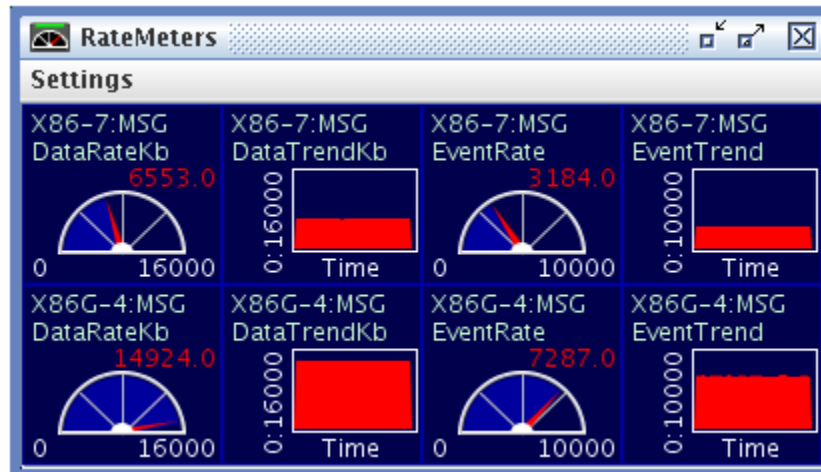 RateMeters
Settings
X86-7:MSG
DataRateKb
6553.0
0 16000
X86-7:MSG
DataTrendKb
0:16000
Time
X86-7:MSG
EventRate
3184.0
0 10000
X86-7:MSG
EventTrend
0:10000
Time
X86G-4:MSG
DataRateKb
14924.0
0 16000
X86G-4:MSG
DataTrendKb
0:16000
Time
X86G-4:MSG
EventRate
7287.0
0 10000
X86G-4:MSG
EventTrend
0:10000
Time